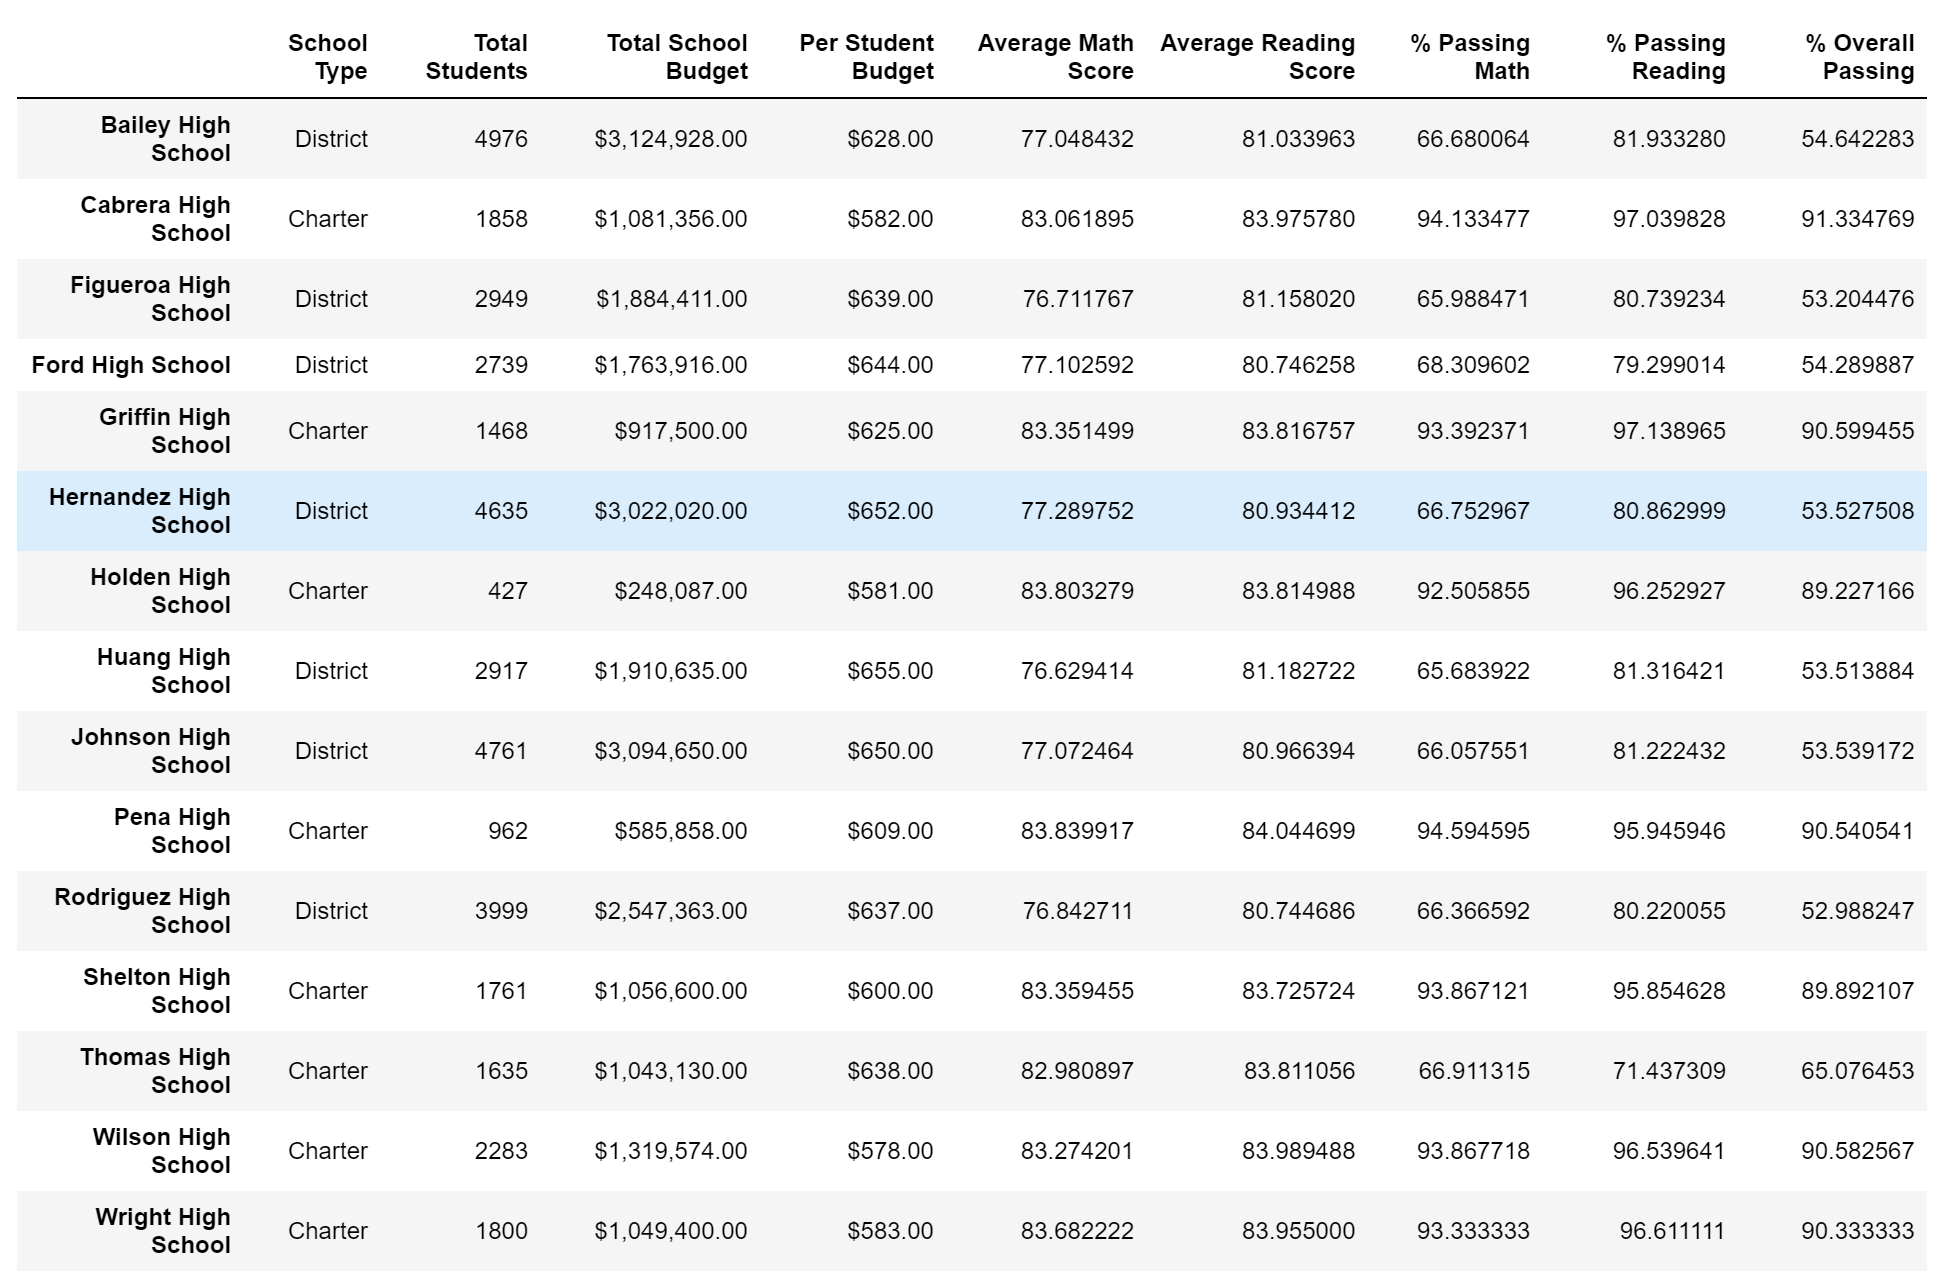 School Type Total Students Total School Budget Per Student Budget Average Math Score Average Reading Score % Passing Math % Passing Reading % Overall Passing
Bailey High School District 4976 $3,124,928.00 $628.00 77.048432 81.033963 66.680064 81.933280 54.642283
Cabrera High School Charter 1858 $1,081,356.00 $582.00 83.061895 83.975780 94.133477 97.039828 91.334769
Figueroa High School District 2949 $1,884,411.00 $639.00 76.711767 81.158020 65.988471 80.739234 53.204476
Ford High School District 2739 $1,763,916.00 $644.00 77.102592 80.746258 68.309602 79.299014 54.289887
Griffin High School Charter 1468 $917,500.00 $625.00 83.351499 83.816757 93.392371 97.138965 90.599455
Hernandez High School District 4635 $3,022,020.00 $652.00 77.289752 80.934412 66.752967 80.862999 53.527508
Holden High School Charter 427 $248,087.00 $581.00 83.803279 83.814988 92.505855 96.252927 89.227166
Huang High School District 2917 $1,910,635.00 $655.00 76.629414 81.182722 65.683922 81.316421 53.513884
Johnson High School District 4761 $3,094,650.00 $650.00 77.072464 80.966394 66.057551 81.222432 53.539172
Pena High School Charter 962 $585,858.00 $609.00 83.839917 84.044699 94.594595 95.945946 90.540541
Rodriguez High School District 3999 $2,547,363.00 $637.00 76.842711 80.744686 66.366592 80.220055 52.988247
Shelton High School Charter 1761 $1,056,600.00 $600.00 83.359455 83.725724 93.867121 95.854628 89.892107
Thomas High School Charter 1635 $1,043,130.00 $638.00 82.980897 83.811056 66.911315 71.437309 65.076453
Wilson High School Charter 2283 $1,319,574.00 $578.00 83.274201 83.989488 93.867718 96.539641 90.582567
Wright High School Charter 1800 $1,049,400.00 $583.00 83.682222 83.955000 93.333333 96.611111 90.333333